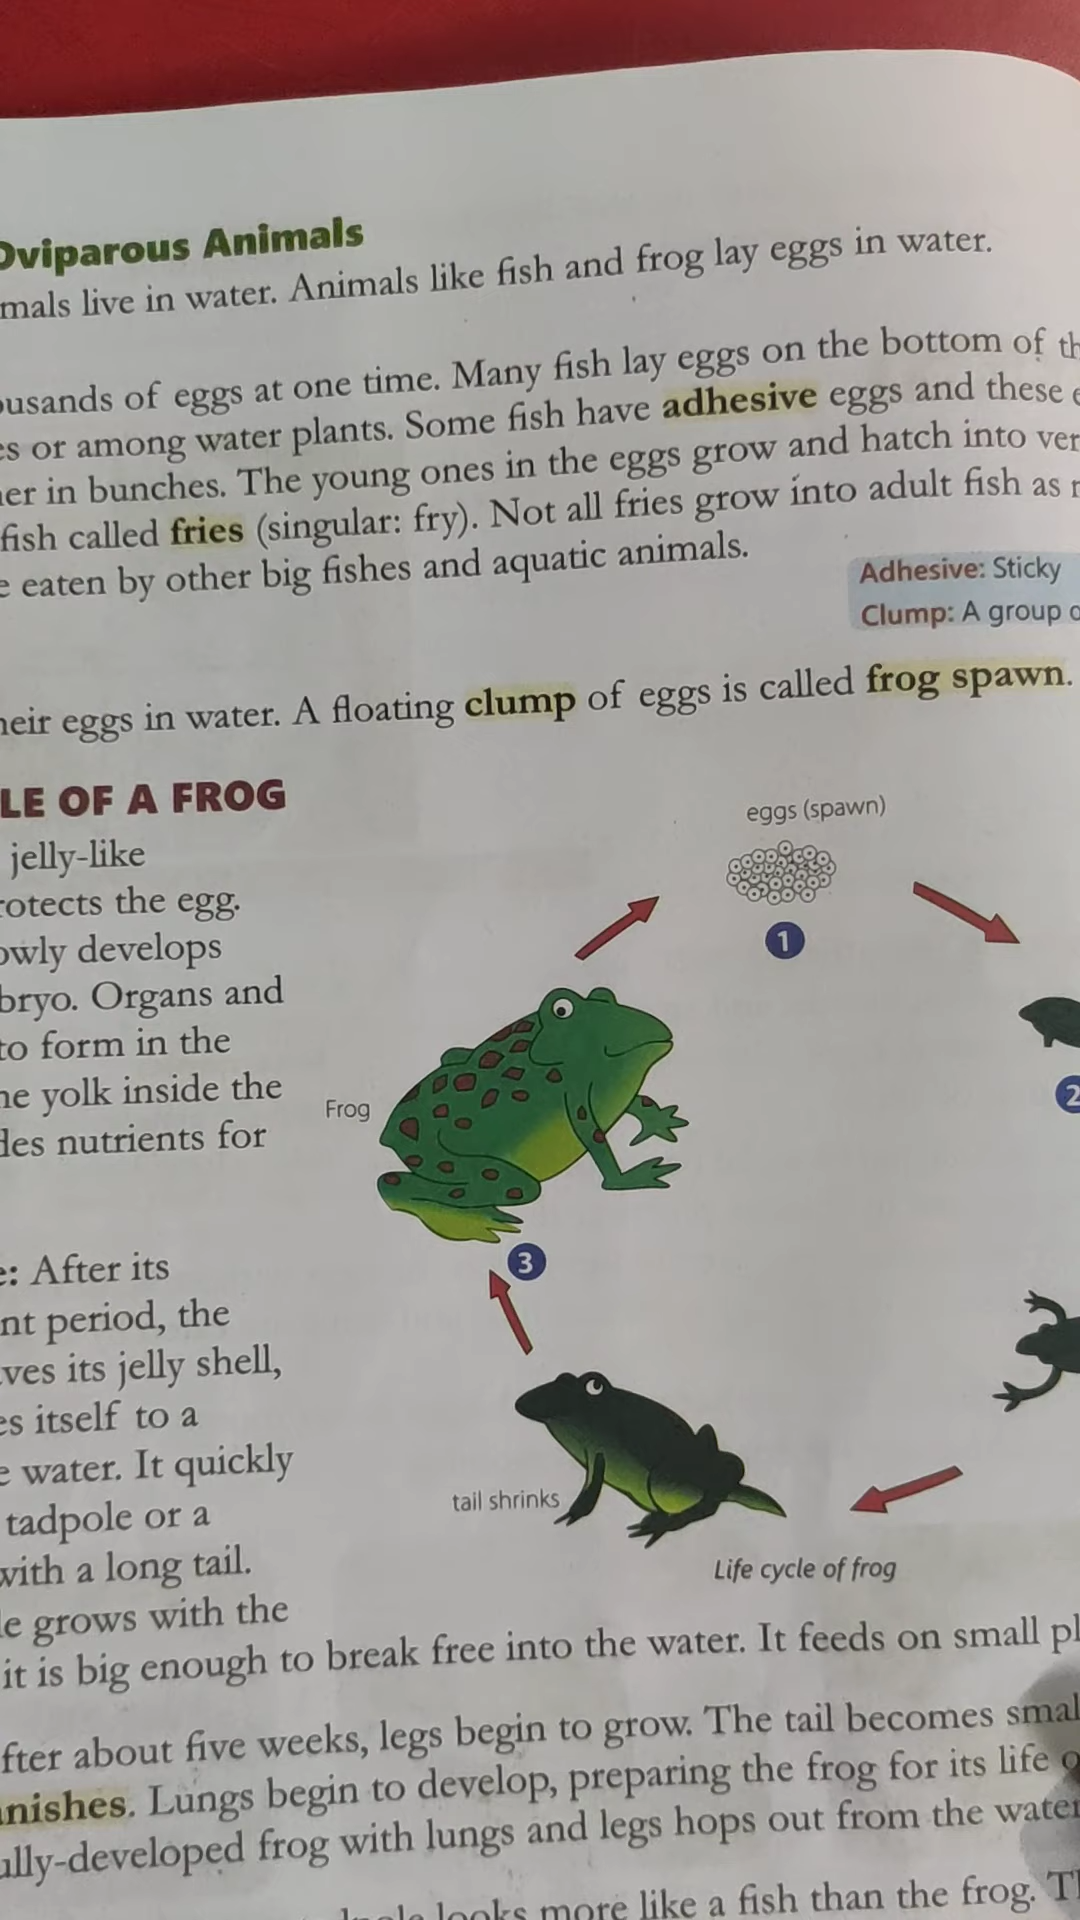 Oviparous Animals
mals live in water. Animals like fish and frog lay eggs in water.
ousands of eggs at one time. Many fish lay eggs on the bottom of th
es or among water plants. Some fish have adhesive eggs and these e
her in bunches. The young ones in the eggs grow and hatch into ver
fish called fries (singular: fry). Not all fries grow into adult fish as
e eaten by other big fishes and aquatic animals.
Adhesive: Sticky
Clump: A group o
heir eggs in water. A floating clump of eggs is called frog spawn.
LE OF A FROG
jelly-like
rotects the egg.
owly develops
bryo. Organs and
to form in the
he yolk inside the
des nutrients for
e: After its
nt period, the
ves its jelly shell,
es itself to a
e water. It quickly
tadpole or a
with a long tail.
le grows with the
it is big enough to break free into the water. It feeds on small pl
fter about five weeks, legs begin to grow. The tail becomes smal
anishes. Lungs begin to develop, preparing the frog for its life o
ully-developed frog with lungs and legs hops out from the water
looks more like a fish than the frog. Th
eggs (spawn)
1
2
Frog
3
tail shrinks
Life cycle of frog